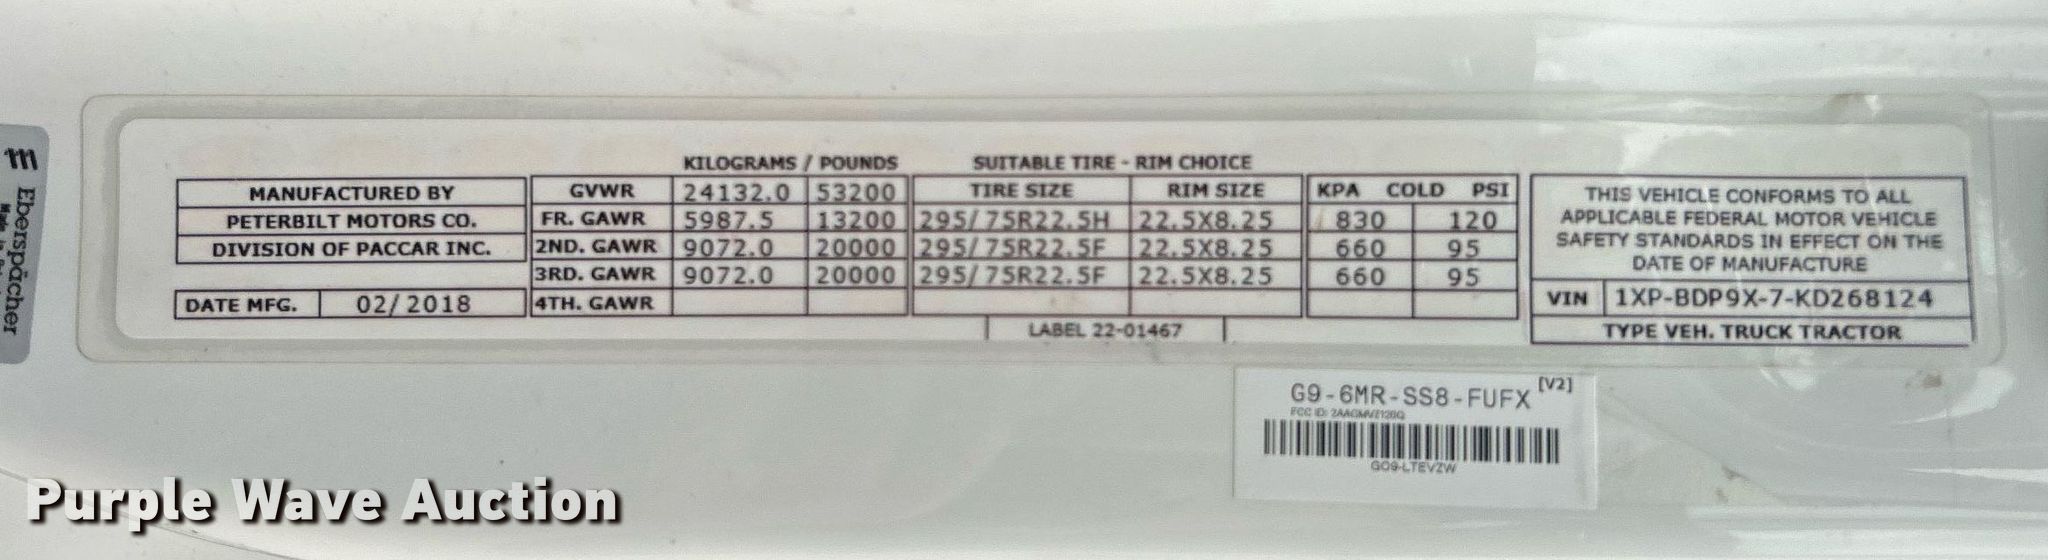 m
Eberspächer
KILOGRAMS / POUNDS SUITABLE TIRE - RIM CHOICE
MANUFACTURED BY
PETERBILT MOTORS CO.
DIVISION OF PACCAR INC.
DATE MFG. 02/2018
GVWR 24132.0 53200 TIRE SIZE RIM SIZE KPA COLD PSI
FR. GAWR 5987.5 13200 295/75R22.5H 22.5X8.25 830 120
2ND. GAWR 9072.0 20000 295/75R22.5F 22.5X8.25 660 95
3RD. GAWR 9072.0 20000 295/75R22.5F 22.5X8.25 660 95
4TH. GAWR
LABEL 22-01467
THIS VEHICLE CONFORMS TO ALL
APPLICABLE FEDERAL MOTOR VEHICLE
SAFETY STANDARDS IN EFFECT ON THE
DATE OF MANUFACTURE
VIN 1XP-BDP9X-7-KD268124
TYPE VEH. TRUCK TRACTOR
G9-6MR-SS8-FUFX [V2]
FCC ID:
GO9-LTEVZW
Purple Wave Auction